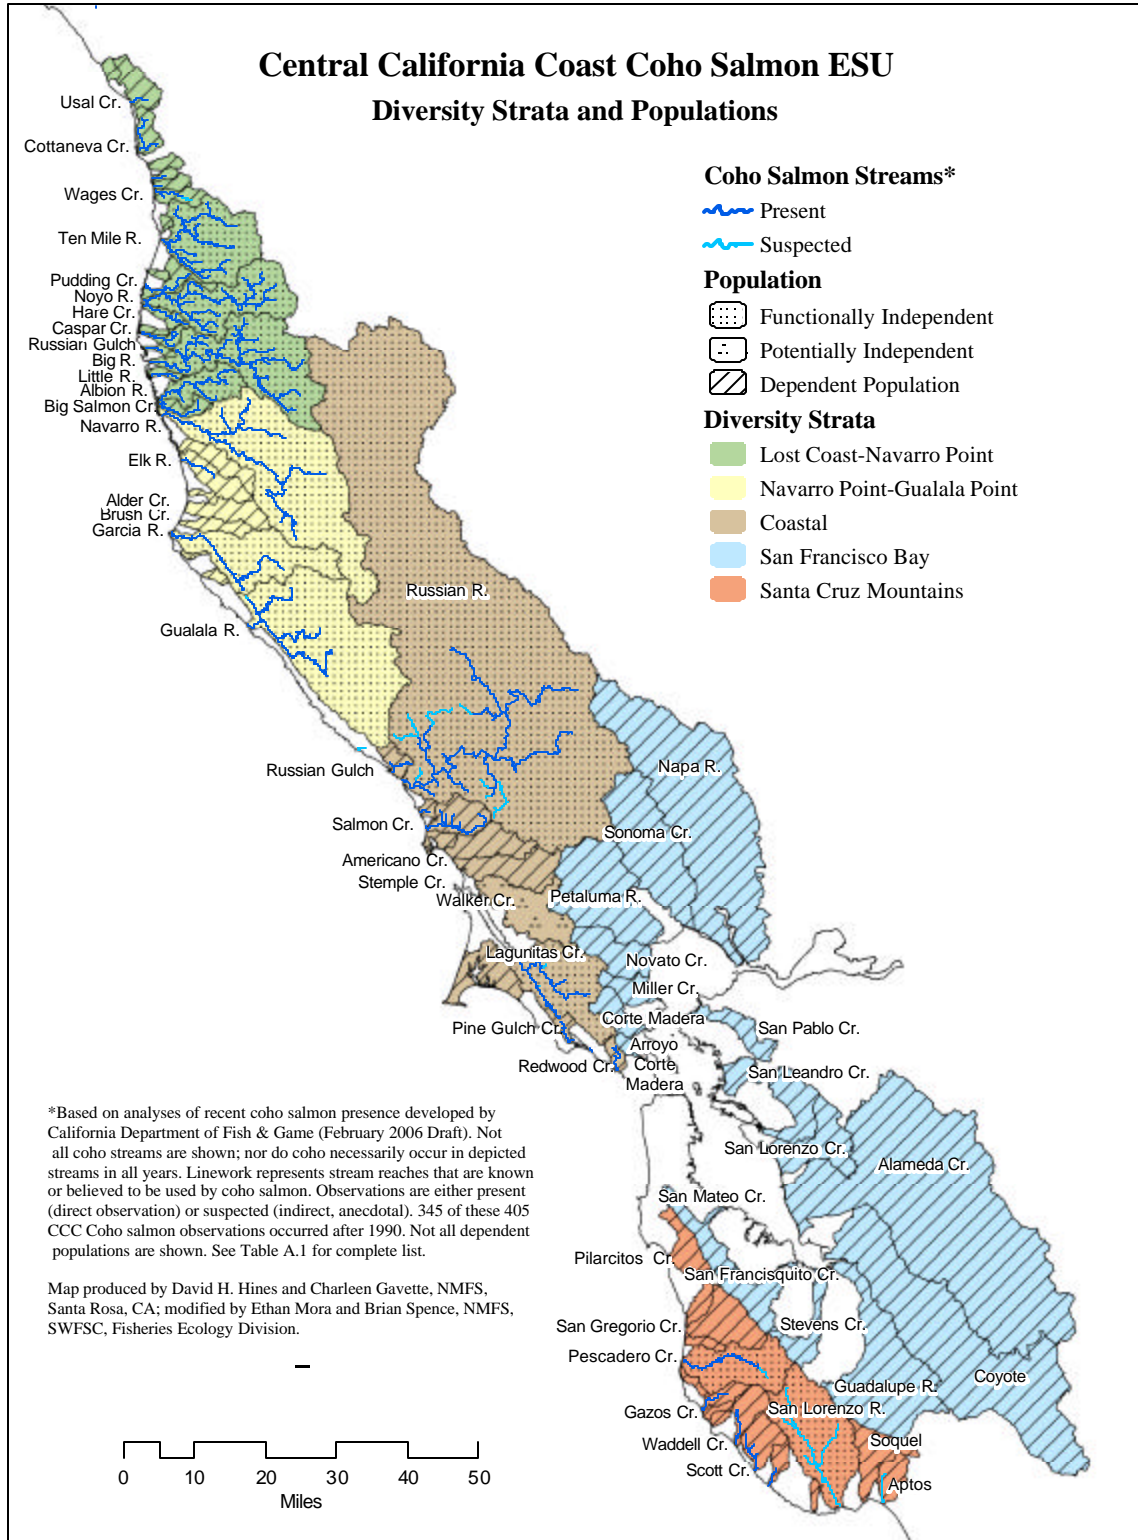 Central California Coast Coho Salmon ESU
Diversity Strata and Populations
Coho Salmon Streams*
Present
Suspected
Population
Functionally Independent
Potentially Independent
Dependent Population
Diversity Strata
Lost Coast-Navarro Point
Navarro Point-Gualala Point
Coastal
San Francisco Bay
Santa Cruz Mountains
Usal Cr.
Cottaneva Cr.
Wages Cr.
Ten Mile R.
Pudding Cr.
Noyo R.
Hare Cr.
Caspar Cr.
Russian Gulch
Big R.
Little R.
Albion R.
Big Salmon Cr.
Navarro R.
Elk R.
Alder Cr.
Brush Cr.
Garcia R.
Russian R.
Gualala R.
Russian Gulch
Napa R.
Salmon Cr.
Sonoma Cr.
Americano Cr.
Stemple Cr.
Walker Cr.
Petaluma R.
Lagunitas Cr.
Novato Cr.
Miller Cr.
Corte Madera
Pine Gulch Cr.
San Pablo Cr.
Arroyo
Corte
Madera
Redwood Cr.
San Leandro Cr.
San Lorenzo Cr.
Alameda Cr.
San Mateo Cr.
Pilarcitos Cr.
San Francisquito Cr.
San Gregorio Cr.
Stevens Cr.
Pescadero Cr.
Coyote
Guadalupe R.
Gazos Cr.
San Lorenzo R.
Waddell Cr.
Soquel
Scott Cr.
Aptos
*Based on analyses of recent coho salmon presence developed by
California Department of Fish & Game (February 2006 Draft). Not
all coho streams are shown; nor do coho necessarily occur in depicted
streams in all years. Linework represents stream reaches that are known
or believed to be used by coho salmon. Observations are either present
(direct observation) or suspected (indirect, anecdotal). 345 of these 405
CCC Coho salmon observations occurred after 1990. Not all dependent
populations are shown. See Table A.1 for complete list.
Map produced by David H. Hines and Charleen Gavette, NMFS,
Santa Rosa, CA; modified by Ethan Mora and Brian Spence, NMFS,
SWFSC, Fisheries Ecology Division.
0 10 20 30 40 50
Miles